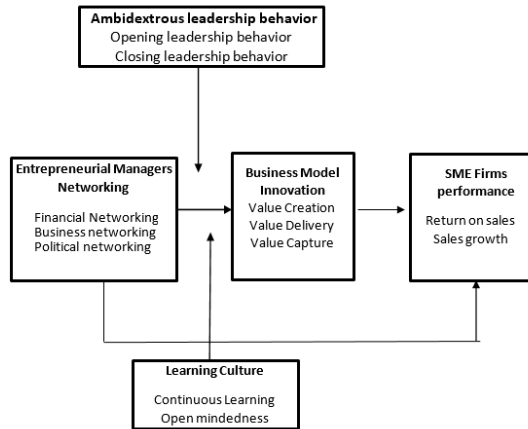 Ambidextrous leadership behavior
Opening leadership behavior
Closing leadership behavior
Entrepreneurial Managers
Networking
Financial Networking
Business networking
Political networking
Business Model
Innovation
Value Creation
Value Delivery
Value Capture
SME Firms
performance
Return on sales
Sales growth
Learning Culture
Continuous Learning
Open mindedness